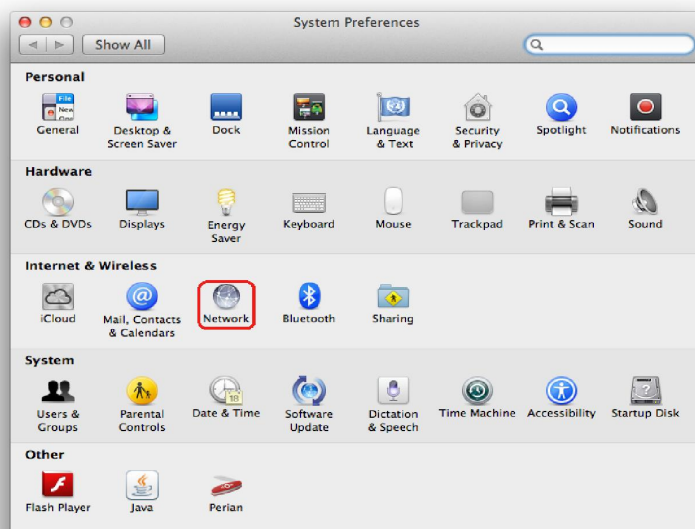 System Preferences
Show All
Personal
File
New
General
Desktop &
Screen Saver
Dock
Mission
Control
Language
& Text
Security
& Privacy
Spotlight
Notifications
Hardware
CDs & DVDs
Displays
Energy
Saver
Keyboard
Mouse
Trackpad
Print & Scan
Sound
Internet & Wireless
iCloud
@
Mail, Contacts
& Calendars
Network
Bluetooth
Sharing
System
Users &
Groups
Parental
Controls
18
Date & Time
Software
Update
Dictation
& Speech
Time Machine
Accessibility
?
Startup Disk
Other
Flash Player
Java
Perian